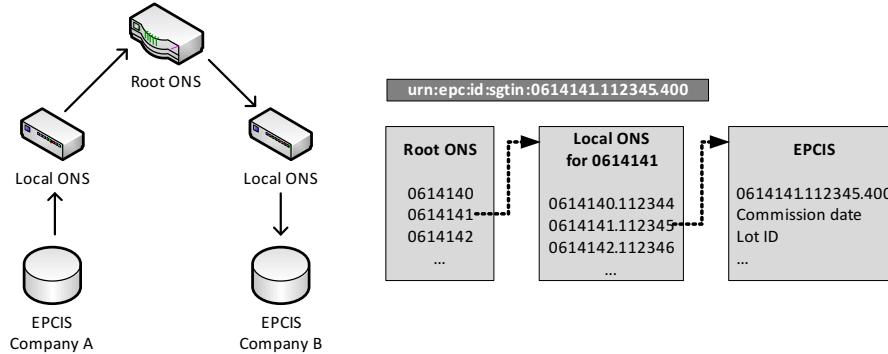 Root ONS
Local ONS
Local ONS
EPCIS
Company A
EPCIS
Company B
urn:epc:id:sgtin:0614141.112345.400
Root ONS
0614140
0614141
0614142
...
Local ONS
for 0614141
0614140.112344
0614141.112345
0614142.112346
...
EPCIS
0614141.112345.400
Commission date
Lot ID
...